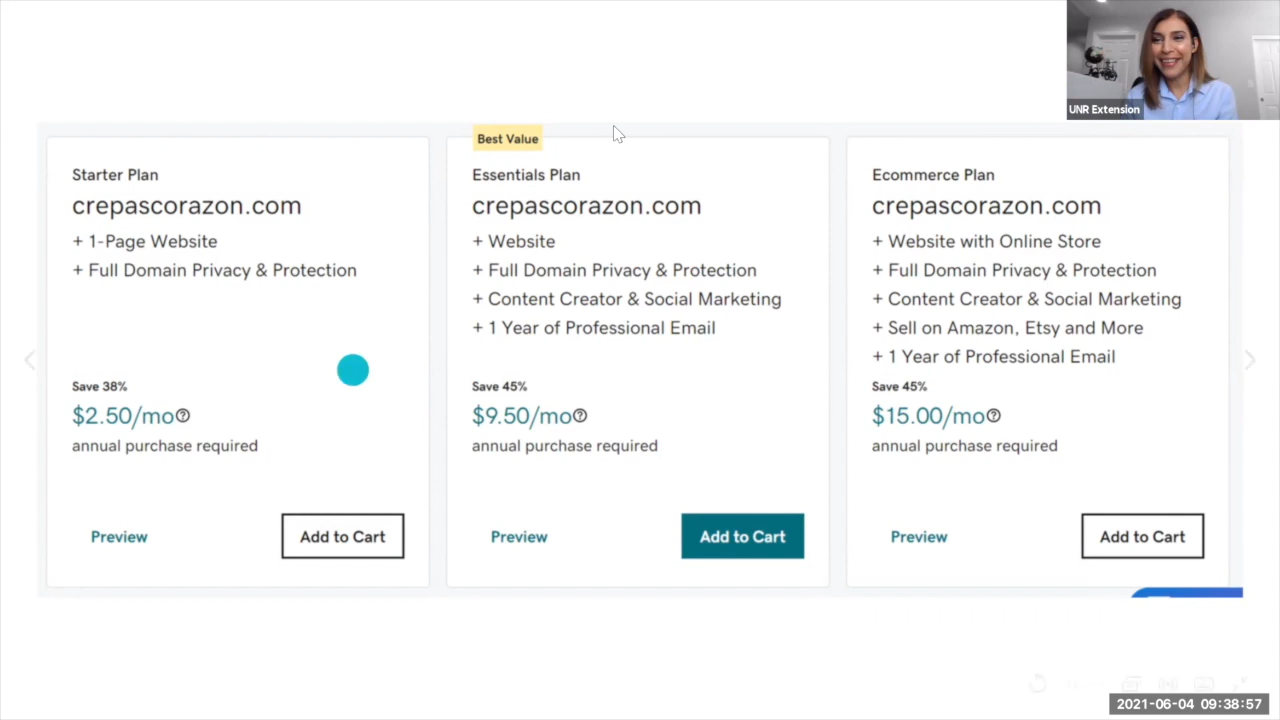 UNR Extension
Best Value
Starter Plan
crepascorazon.com
+ 1-Page Website
+ Full Domain Privacy & Protection
Save 38%
$2.50/mo
annual purchase required
Preview
Add to Cart
Essentials Plan
crepascorazon.com
+ Website
+ Full Domain Privacy & Protection
+ Content Creator & Social Marketing
+ 1 Year of Professional Email
Save 45%
$9.50/mo
annual purchase required
Preview
Add to Cart
Ecommerce Plan
crepascorazon.com
+ Website with Online Store
+ Full Domain Privacy & Protection
+ Content Creator & Social Marketing
+ Sell on Amazon, Etsy and More
+ 1 Year of Professional Email
Save 45%
$15.00/mo
annual purchase required
Preview
Add to Cart
2021-06-04 09:38:57